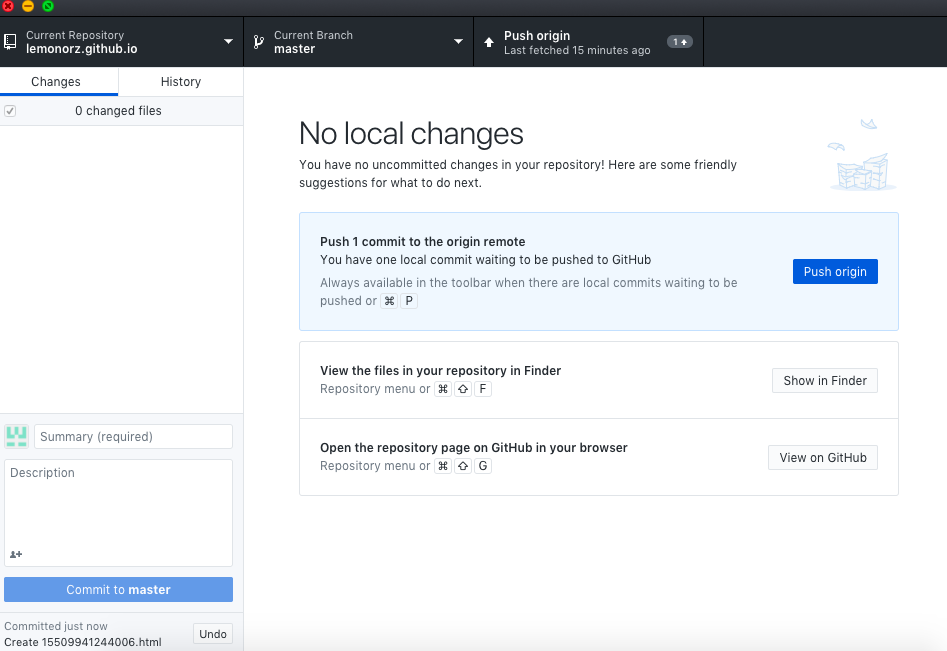 Current Repository
lemonorz.github.io
Current Branch
master
Push origin
Last fetched 15 minutes ago
1
Changes
History
0 changed files
No local changes
You have no uncommitted changes in your repository! Here are some friendly
suggestions for what to do next.
Push 1 commit to the origin remote
You have one local commit waiting to be pushed to GitHub
Always available in the toolbar when there are local commits waiting to be
pushed or ⌘ P
Push origin
View the files in your repository in Finder
Repository menu or ⌘ ⇧ F
Show in Finder
Open the repository page on GitHub in your browser
Repository menu or ⌘ ⇧ G
View on GitHub
Summary (required)
Description
Commit to master
Committed just now
Create 15509941244006.html
Undo